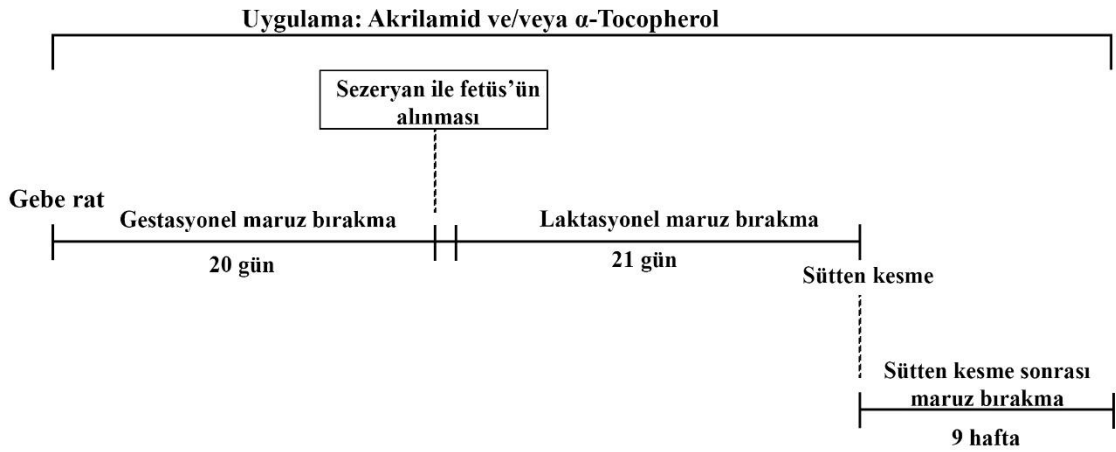 Uygulama: Akrilamid ve/veya α-Tocopherol
Sezeryan ile fetüs'ün
alınması
Gebe rat
Gestasyonel maruz bırakma
Laktasyonel maruz bırakma
20 gün
21 gün
Sütten kesme
Sütten kesme sonrası
maruz bırakma
9 hafta